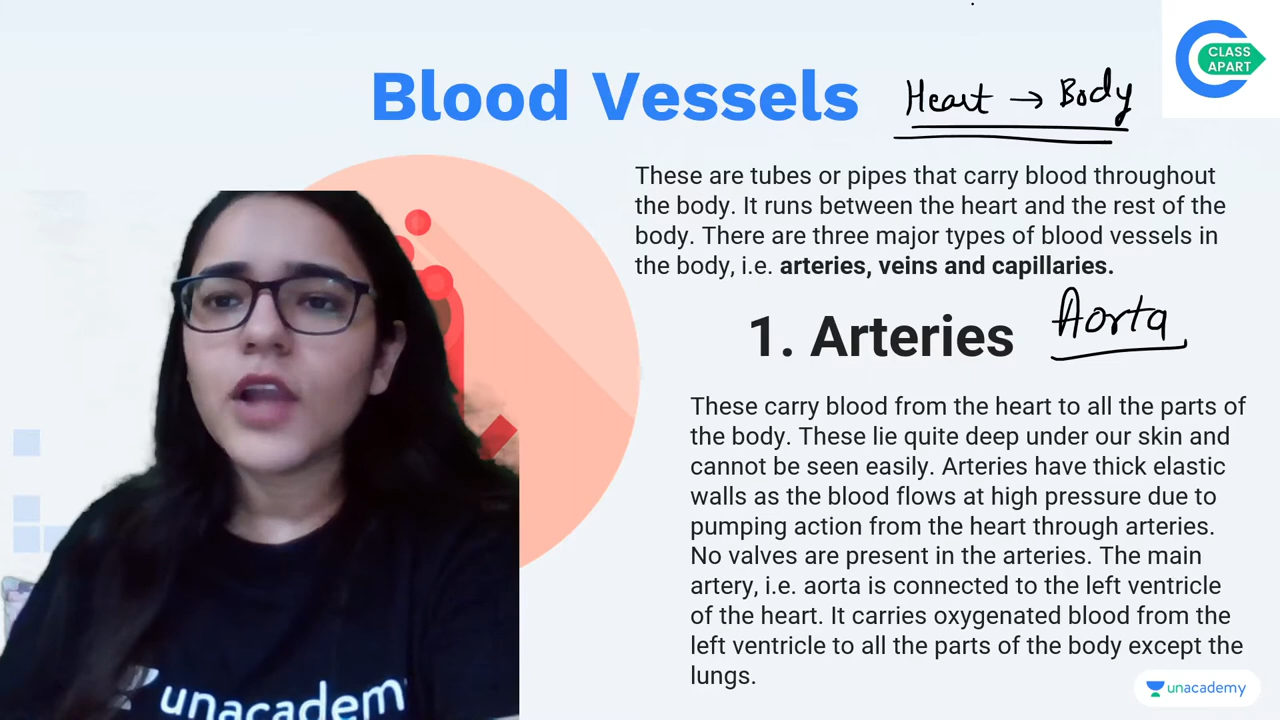 CLASS
APART
Blood Vessels
Heart → Body
These are tubes or pipes that carry blood throughout
the body. It runs between the heart and the rest of the
body. There are three major types of blood vessels in
the body, i.e. arteries, veins and capillaries.
1. Arteries
Aorta
These carry blood from the heart to all the parts of
the body. These lie quite deep under our skin and
cannot be seen easily. Arteries have thick elastic
walls as the blood flows at high pressure due to
pumping action from the heart through arteries.
No valves are present in the arteries. The main
artery, i.e. aorta is connected to the left ventricle
of the heart. It carries oxygenated blood from the
left ventricle to all the parts of the body except the
lungs.
unacademy
unacademy